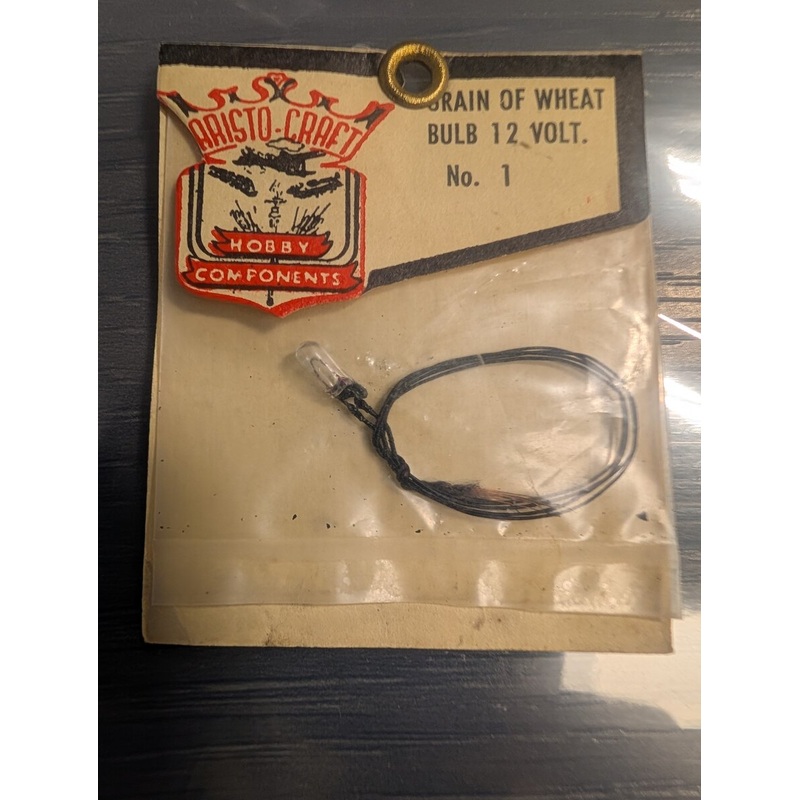 ARISTO-CRAFT
HOBBY
COMPONENTS
GRAIN OF WHEAT
BULB 12 VOLT.
No. 1